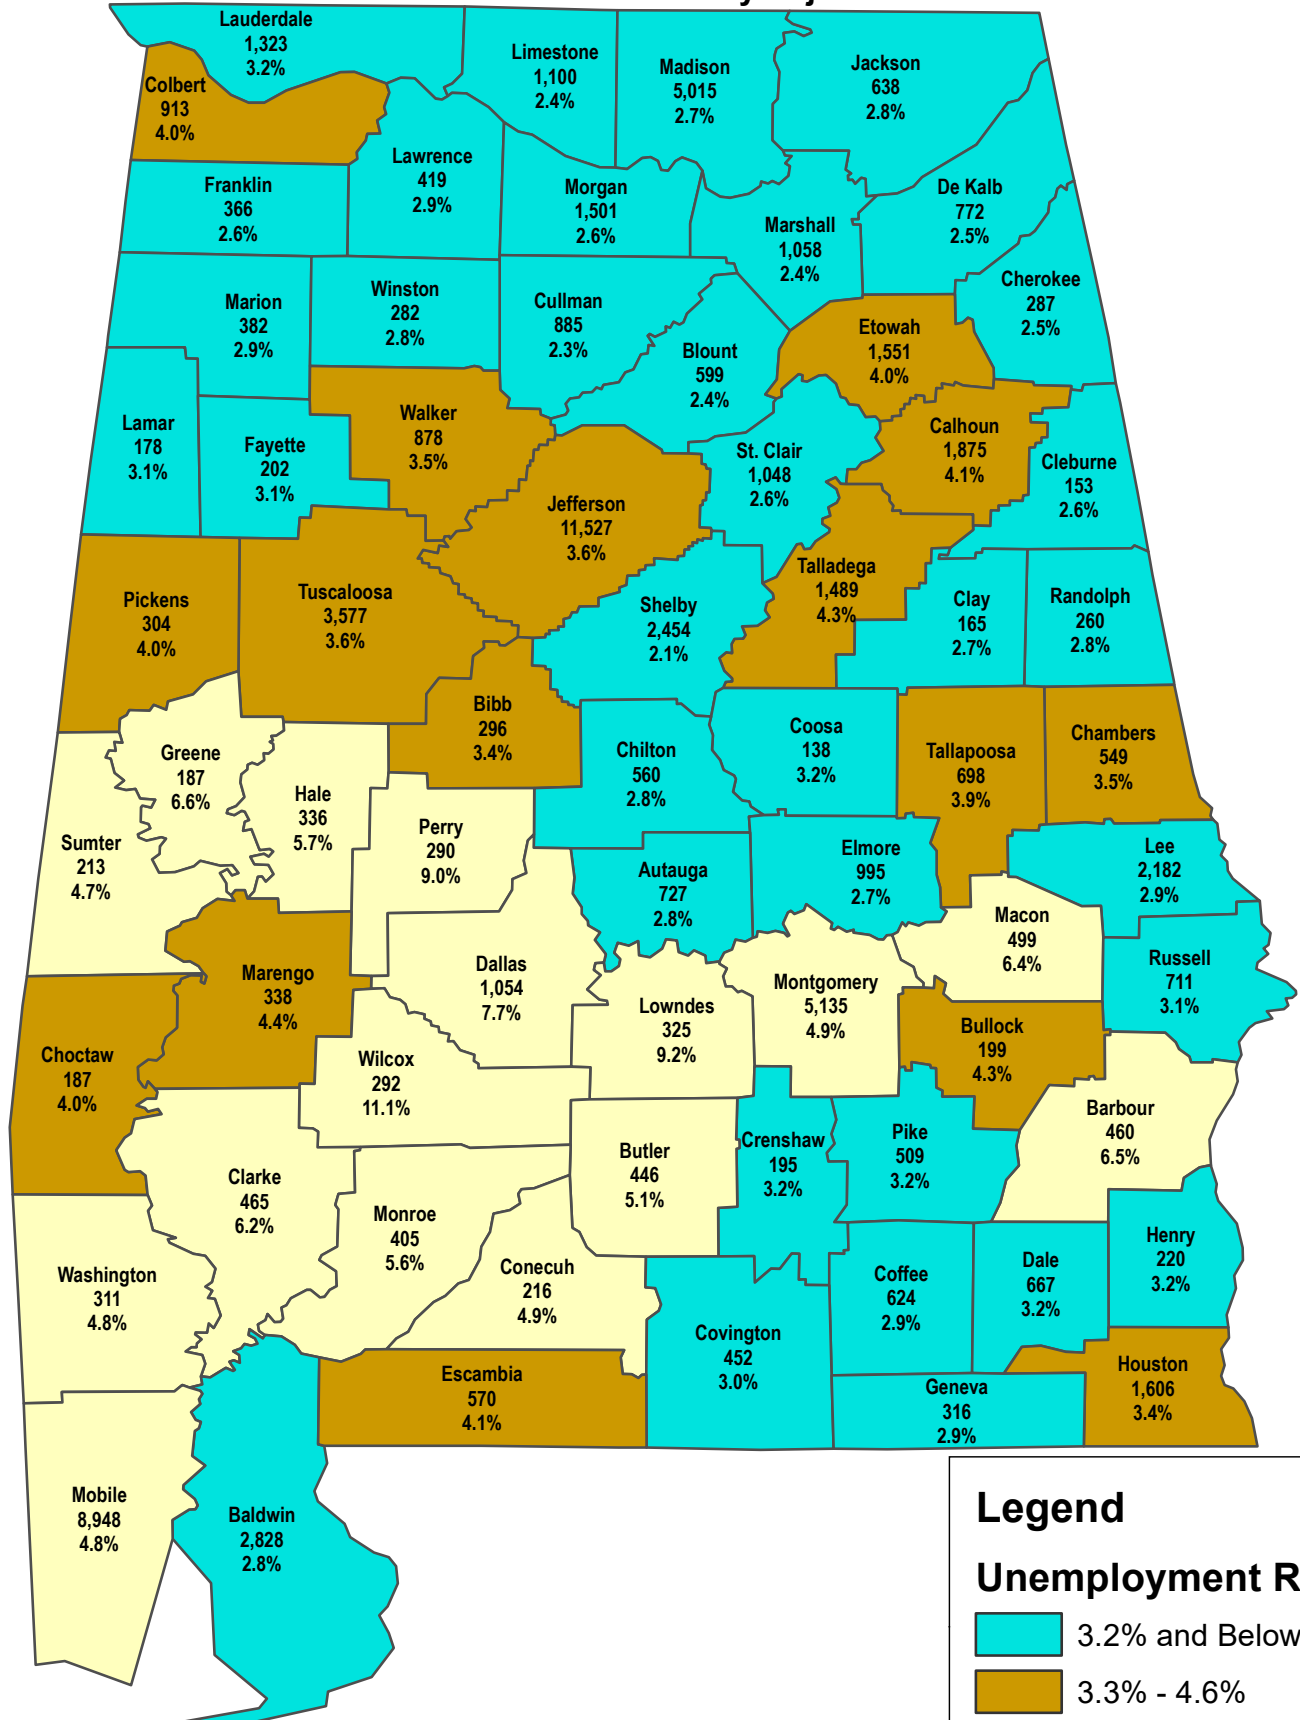 Lauderdale
1,323
3.2%
Limestone
1,100
2.4%
Madison
5,015
2.7%
Jackson
638
2.8%
Colbert
913
4.0%
Lawrence
419
2.9%
Franklin
366
2.6%
Morgan
1,501
2.6%
De Kalb
772
2.5%
Marshall
1,058
2.4%
Cherokee
287
2.5%
Marion
382
2.9%
Winston
282
2.8%
Cullman
885
2.3%
Etowah
1,551
4.0%
Blount
599
2.4%
Lamar
178
3.1%
Fayette
202
3.1%
Walker
878
3.5%
St. Clair
1,048
2.6%
Calhoun
1,875
4.1%
Cleburne
153
2.6%
Jefferson
11,527
3.6%
Talladega
1,489
4.3%
Pickens
304
4.0%
Tuscaloosa
3,577
3.6%
Shelby
2,454
2.1%
Clay
165
2.7%
Randolph
260
2.8%
Bibb
296
3.4%
Greene
187
6.6%
Chilton
560
2.8%
Coosa
138
3.2%
Tallapoosa
698
3.9%
Chambers
549
3.5%
Hale
336
5.7%
Sumter
213
4.7%
Perry
290
9.0%
Autauga
727
2.8%
Elmore
995
2.7%
Lee
2,182
2.9%
Macon
499
6.4%
Marengo
338
4.4%
Dallas
1,054
7.7%
Montgomery
5,135
4.9%
Russell
711
3.1%
Lowndes
325
9.2%
Bullock
199
4.3%
Choctaw
187
4.0%
Wilcox
292
11.1%
Barbour
460
6.5%
Clarke
465
6.2%
Butler
446
5.1%
Crenshaw
195
3.2%
Pike
509
3.2%
Monroe
405
5.6%
Washington
311
4.8%
Conecuh
216
4.9%
Coffee
624
2.9%
Dale
667
3.2%
Henry
220
3.2%
Covington
452
3.0%
Escambia
570
4.1%
Geneva
316
2.9%
Houston
1,606
3.4%
Mobile
8,948
4.8%
Baldwin
2,828
2.8%
Legend
Unemployment R
3.2% and Below
3.3% - 4.6%